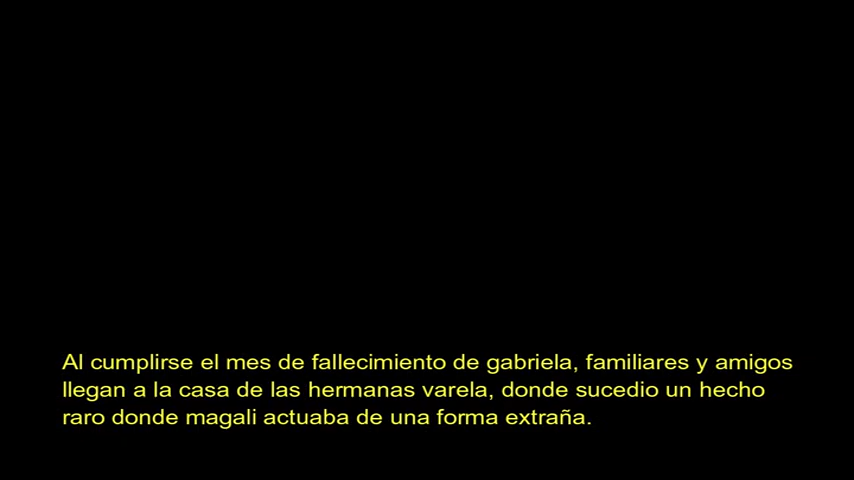 Al cumplirse el mes de fallecimiento de gabriela, familiares y amigos
llegan a la casa de las hermanas varela, donde sucedio un hecho
raro donde magali actuaba de una forma extraña.